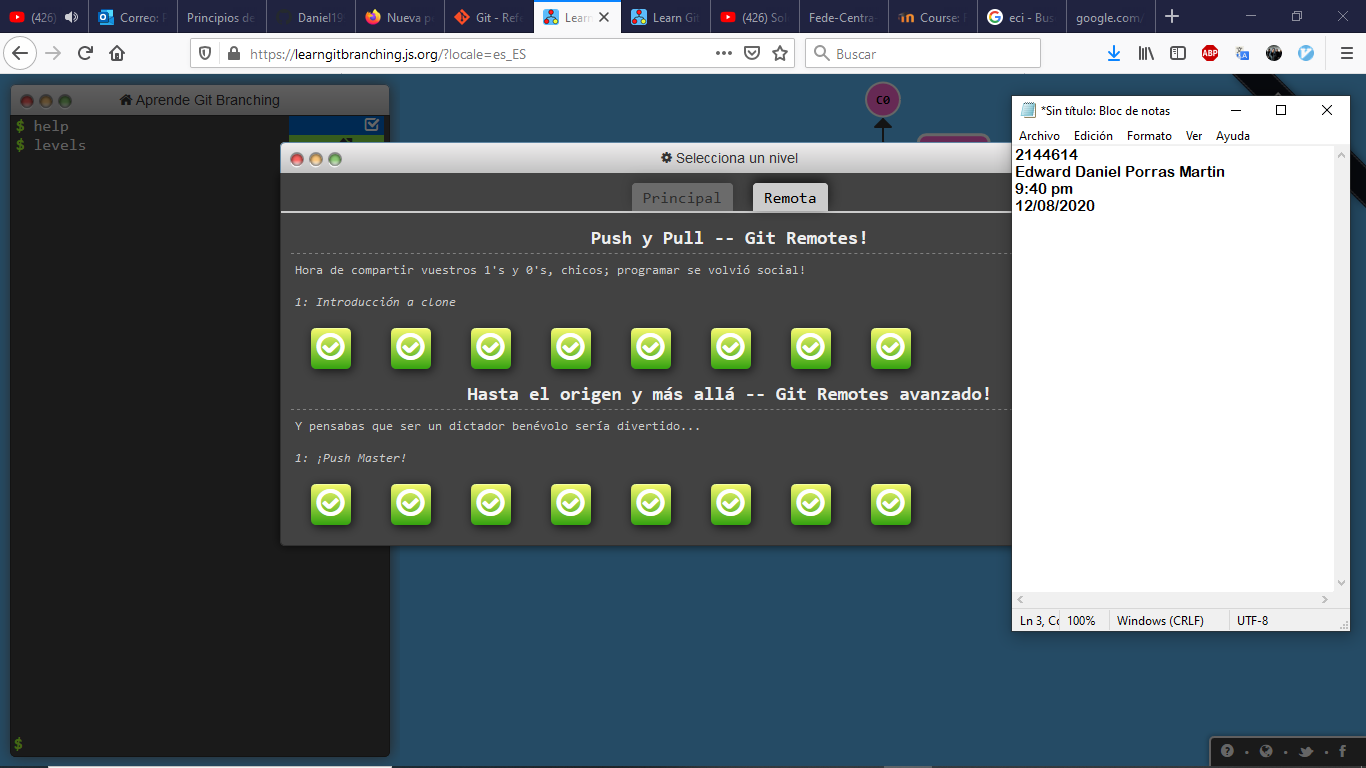 (426)
Correo:
Principios de
Daniel19
Nueva p
Git - Refe
Learn
Learn Git
(426) Sol
Fede-Centra
Course:
eci - Bus
google.com/
https://learngitbranching.js.org/?locale=es_ES
Buscar
ABP
Aprende Git Branching
$ help
$ levels
$
C0
Selecciona un nivel
Principal
Remota
Push y Pull -- Git Remotes!
Hora de compartir vuestros 1's y 0's, chicos; programar se volvió social!
1: Introducción a clone
Hasta el origen y más allá -- Git Remotes avanzado!
Y pensabas que ser un dictador benévolo sería divertido...
1: ¡Push Master!
*Sin título: Bloc de notas
Archivo Edición Formato Ver Ayuda
2144614
Edward Daniel Porras Martin
9:40 pm
12/08/2020
Ln 3, Co
100%
Windows (CRLF)
UTF-8